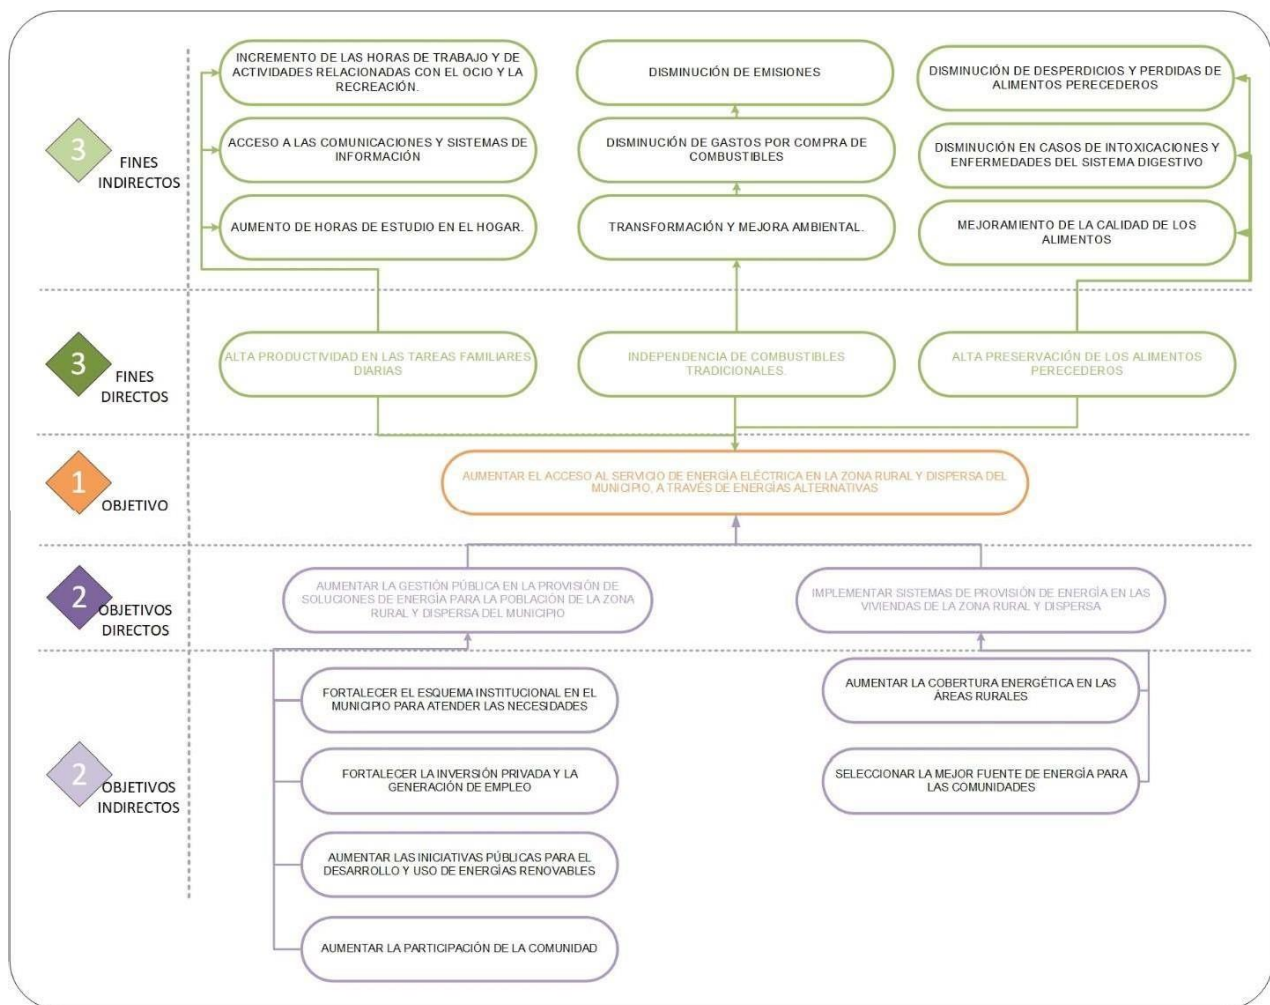 INCREMENTO DE LAS HORAS DE TRABAJO Y DE
ACTIVIDADES RELACIONADAS CON EL OCIO Y LA
RECREACIÓN.
DISMINUCIÓN DE EMISIONES
DISMINUCIÓN DE DESPERDICIOS Y PERDIDAS DE
ALIMENTOS PERECEDEROS
3
FINES
INDIRECTOS
ACCESO A LAS COMUNICACIONES Y SISTEMAS DE
INFORMACIÓN
DISMINUCIÓN DE GASTOS POR COMPRA DE
COMBUSTIBLES
DISMINUCIÓN EN CASOS DE INTOXICACIONES Y
ENFERMEDADES DEL SISTEMA DIGESTIVO
AUMENTO DE HORAS DE ESTUDIO EN EL HOGAR.
TRANSFORMACIÓN Y MEJORA AMBIENTAL.
MEJORAMIENTO DE LA CALIDAD DE LOS
ALIMENTOS
3
FINES
DIRECTOS
ALTA PRODUCTIVIDAD EN LAS TAREAS FAMILIARES
DIARIAS
INDEPENDENCIA DE COMBUSTIBLES
TRADICIONALES.
ALTA PRESERVACIÓN DE LOS ALIMENTOS
PERECEDEROS
1
OBJETIVO
AUMENTAR EL ACCESO AL SERVICIO DE ENERGÍA ELÉCTRICA EN LA ZONA RURAL Y DISPERSA DEL
MUNICIPIO, A TRAVÉS DE ENERGÍAS ALTERNATIVAS
2
OBJETIVOS
DIRECTOS
AUMENTAR LA GESTIÓN PÚBLICA EN LA PROVISIÓN DE
SOLUCIONES DE ENERGÍA PARA LA POBLACIÓN DE LA ZONA
RURAL Y DISPERSA DEL MUNICIPIO
IMPLEMENTAR SISTEMAS DE PROVISIÓN DE ENERGÍA EN LAS
VIVIENDAS DE LA ZONA RURAL Y DISPERSA
2
OBJETIVOS
INDIRECTOS
FORTALECER EL ESQUEMA INSTITUCIONAL EN EL
MUNICIPIO PARA ATENDER LAS NECESIDADES
AUMENTAR LA COBERTURA ENERGÉTICA EN LAS
ÁREAS RURALES
FORTALECER LA INVERSIÓN PRIVADA Y LA
GENERACIÓN DE EMPLEO
SELECCIONAR LA MEJOR FUENTE DE ENERGÍA PARA
LAS COMUNIDADES
AUMENTAR LAS INICIATIVAS PÚBLICAS PARA EL
DESARROLLO Y USO DE ENERGÍAS RENOVABLES
AUMENTAR LA PARTICIPACIÓN DE LA COMUNIDAD